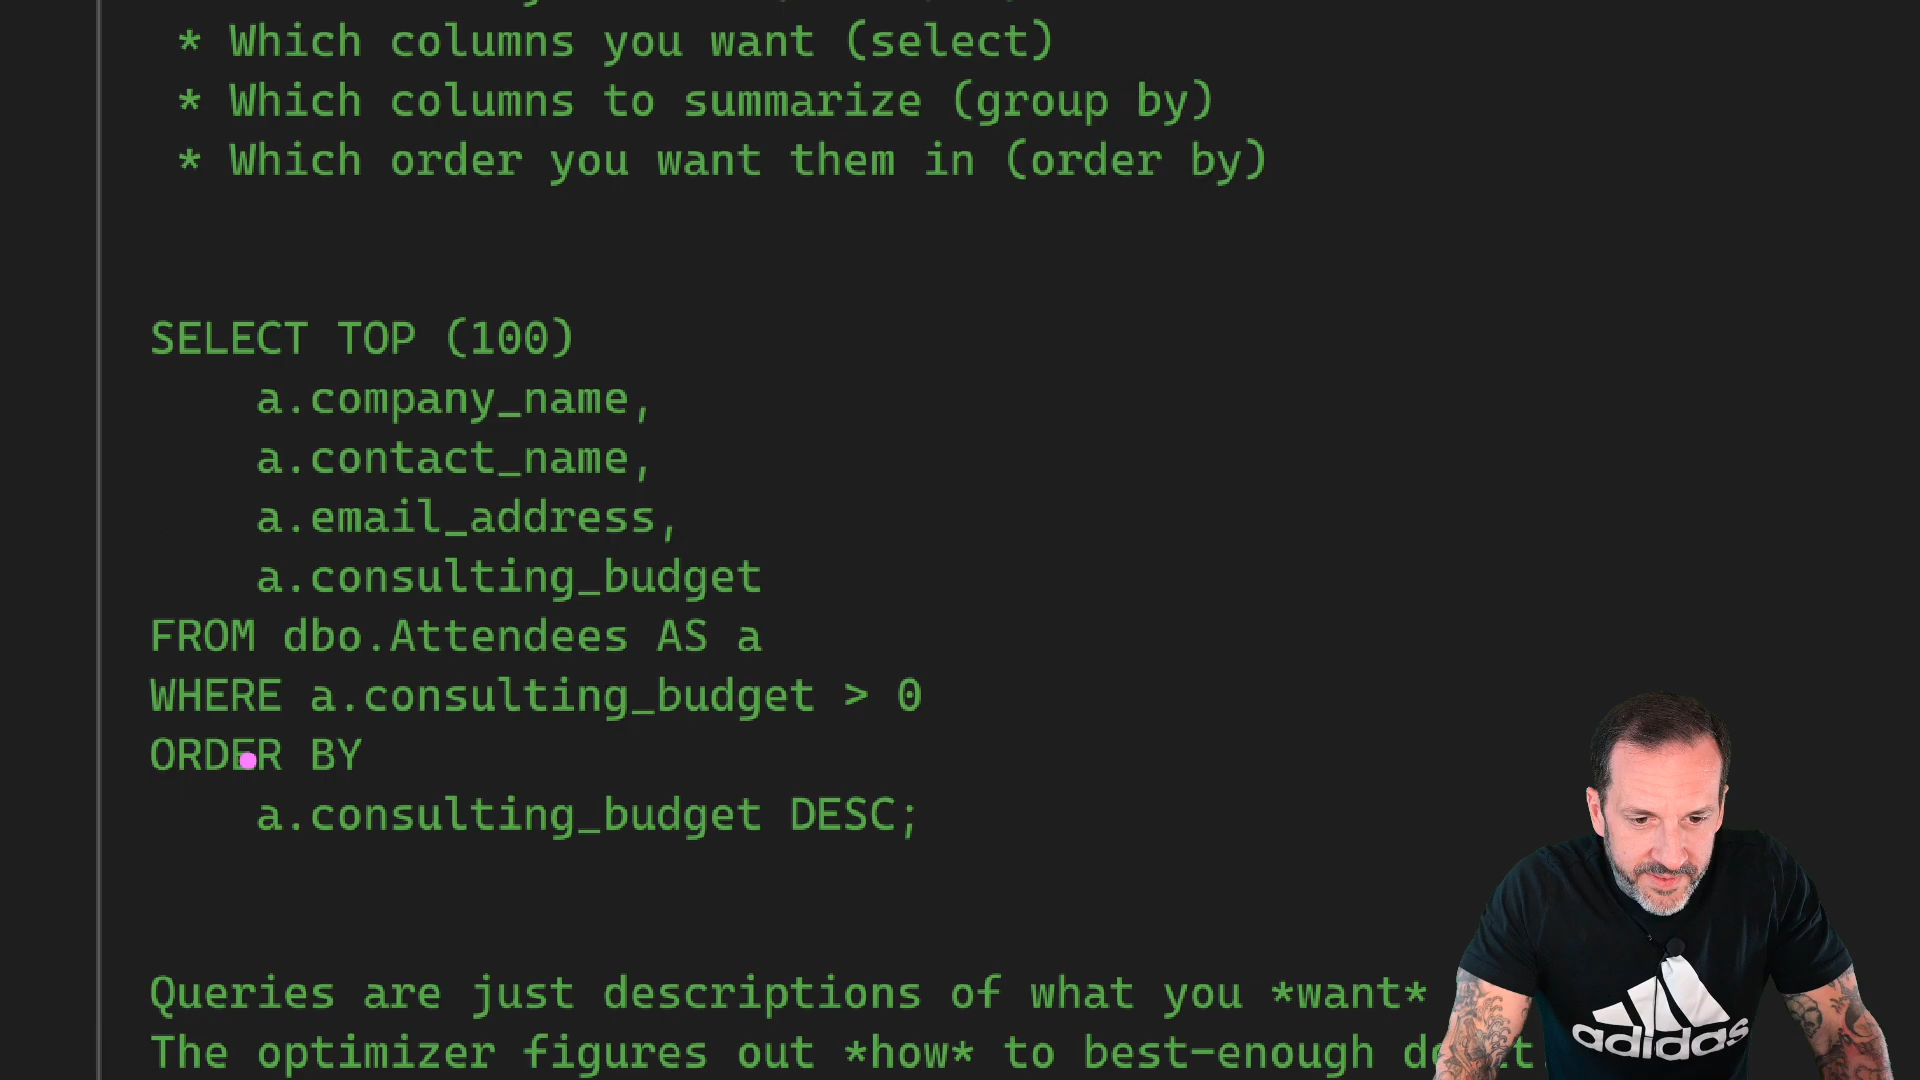 * Which columns you want (select)
* Which columns to summarize (group by)
* Which order you want them in (order by)
SELECT TOP (100)
a.company_name,
a.contact_name,
a.email_address,
a.consulting_budget
FROM dbo.Attendees AS a
WHERE a.consulting_budget > 0
ORDER BY
a.consulting_budget DESC;
Queries are just descriptions of what you *want*
The optimizer figures out *how* to best-enough
adidas